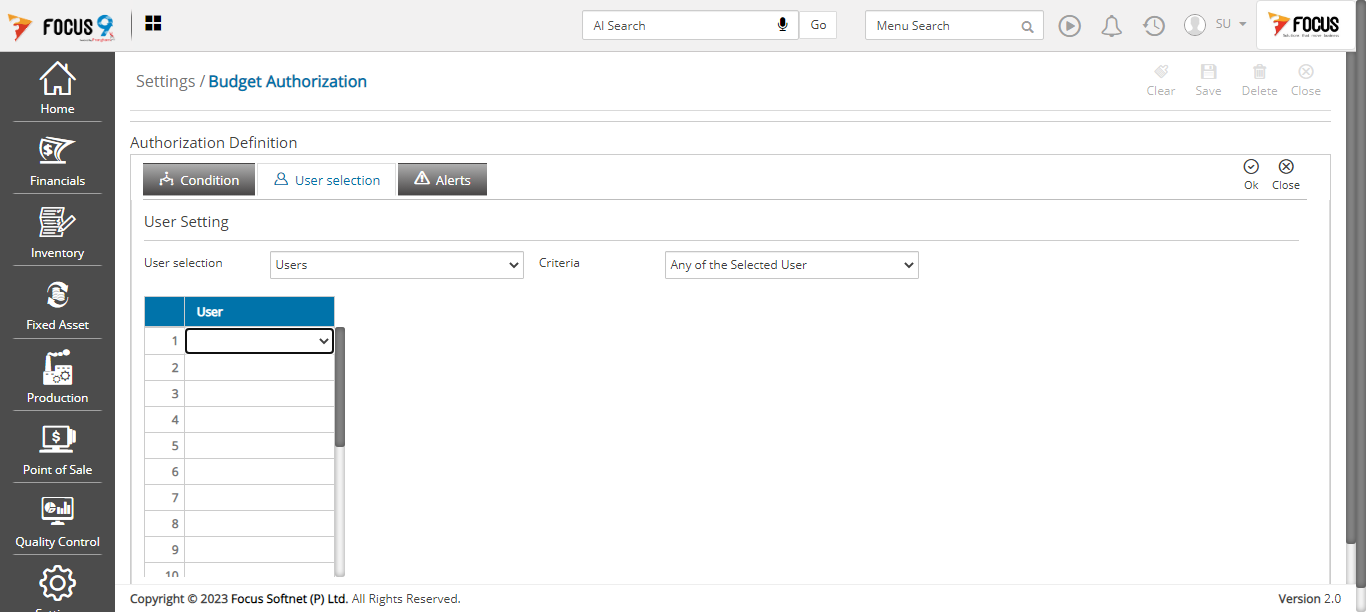 FOCUS 9
AI Search
Go
Menu Search
SU
FOCUS
Home
Financials
Inventory
Fixed Asset
Production
Point of Sale
Quality Control
Settings / Budget Authorization
Clear
Save
Delete
Close
Authorization Definition
Condition
User selection
Alerts
Ok
Close
User Setting
User selection
Users
Criteria
Any of the Selected User
User
1
2
3
4
5
6
7
8
9
10
Copyright © 2023 Focus Softnet (P) Ltd. All Rights Reserved.
Version 2.0